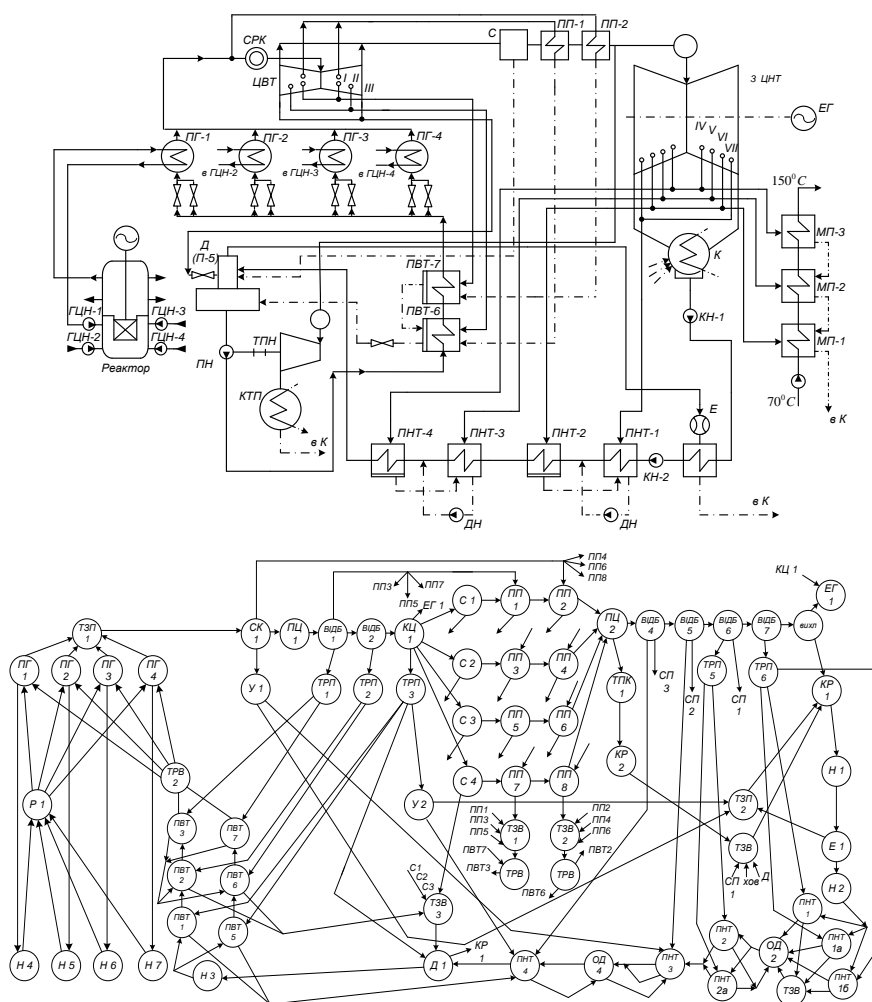 ПП-1 ПП-2
С
СРК
ЦВТ
I II
III
3 ЦНТ
ЕГ
IV V
VI
VII
ПГ-1
ПГ-2
ПГ-3
ПГ-4
в ГЦН-2
в ГЦН-3
в ГЦН-4
150⁰C
МП-3
МП-2
МП-1
70⁰C
в К
К
КН-1
Д
(П-5)
ПВТ-7
ПВТ-6
ГЦН-1
ГЦН-3
ГЦН-2
ГЦН-4
Реактор
ПН
ТПН
КТП
в К
Е
ПНТ-4
ПНТ-3
ПНТ-2
ПНТ-1
КН-2
ДН
ДН
в К
ПП4
ПП6
ПП8
ПП3
ПП7
ПП5
ЕГ 1
КЦ 1
ЕГ
1
ТЗП
1
СК
1
ПЦ
1
ВІДБ
1
ВІДБ
2
КЦ
1
С 1
ПП
1
ПП
2
ПЦ
2
ВІДБ
4
ВІДБ
5
ВІДБ
6
ВІДБ
7
вихл
ПГ
1
ПГ
2
ПГ
3
ПГ
4
У 1
ТРП
1
ТРП
2
ТРП
3
С 2
ПП
3
ПП
4
ТПК
1
СП
3
СП
2
ТРП
5
СП
1
ТРП
6
КР
1
С 3
ПП
5
ПП
6
КР
2
Р 1
ТРВ
2
С 4
ПП
7
ПП
8
Н 1
ПВТ
3
ПВТ
7
У 2
ПП1
ПП3
ПП5
ТЗВ
1
ПП2
ПП4
ПП6
ТЗВ
2
ТЗП
2
Е 1
ПВТ
2
ПВТ
6
ПВТ7
ПВТ3
ТРВ
ПВТ2
ПВТ6
ТРВ
ТЗВ
СП
1
хов
Д
Н 2
С1
С2
С3
ТЗВ
3
ПВТ
1
ПВТ
5
КР
1
ПНТ
1
ПНТ
2
ОД
2
ПНТ
1а
Н 4
Н 5
Н 6
Н 7
Н 3
Д 1
ПНТ
4
ОД
4
ПНТ
3
ПНТ
2а
ТЗВ
ПНТ
1б